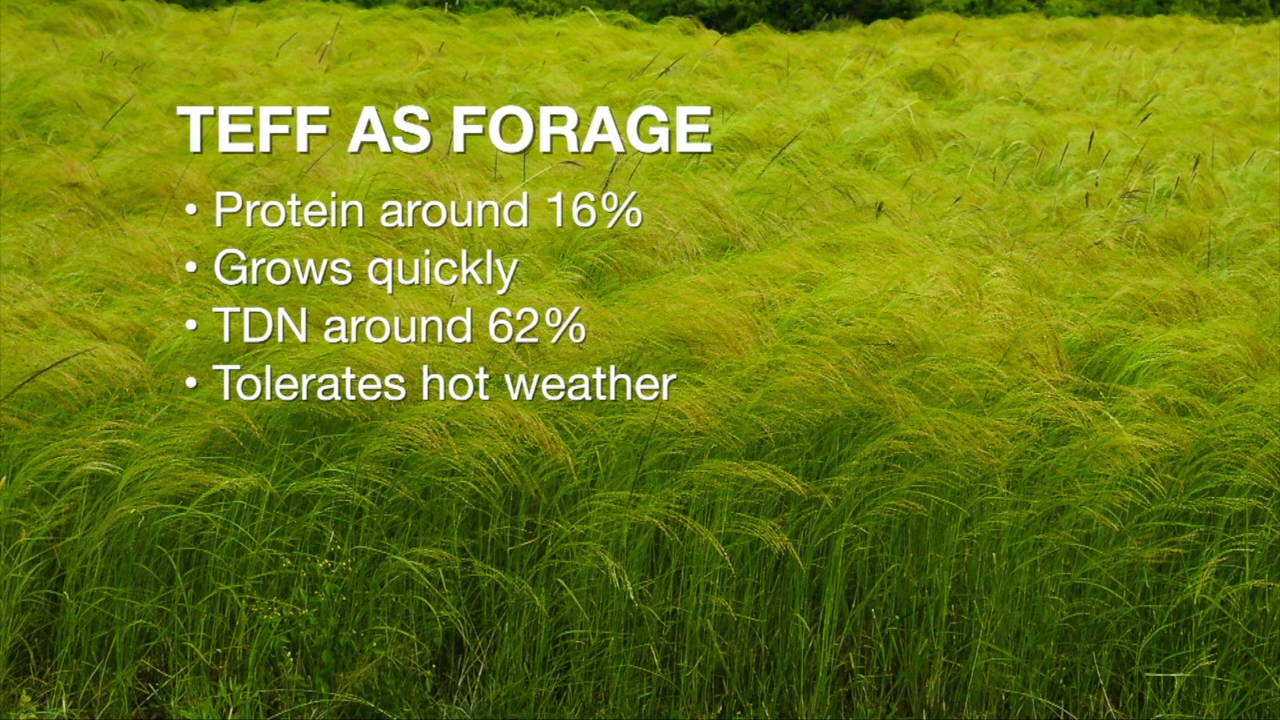 TEFF AS FORAGE
• Protein around 16%
• Grows quickly
• TDN around 62%
• Tolerates hot weather